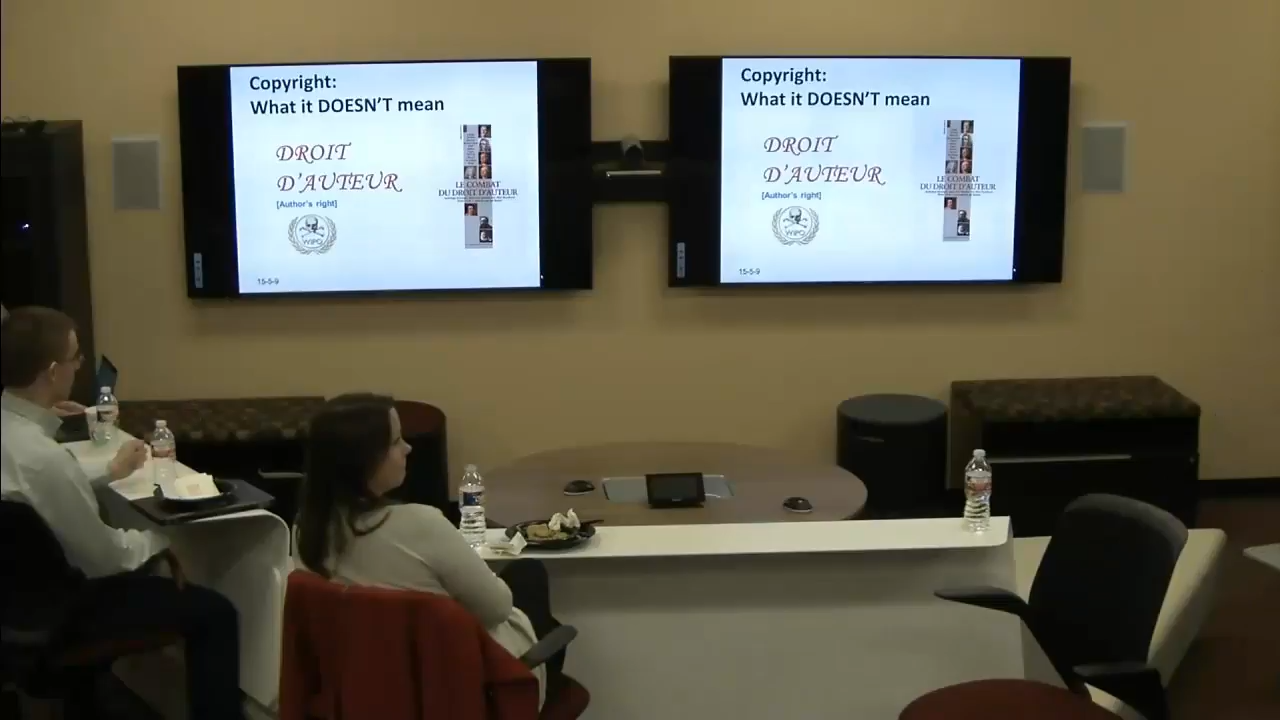 Copyright:
What it DOESN'T mean
DROIT
D'AUTEUR
[Author's right]
WIPO
LE COMBAT
DU DROIT D'AUTEUR
15-5-9
Copyright:
What it DOESN'T mean
DROIT
D'AUTEUR
[Author's right]
WIPO
LE COMBAT
DU DROIT D'AUTEUR
15-5-9